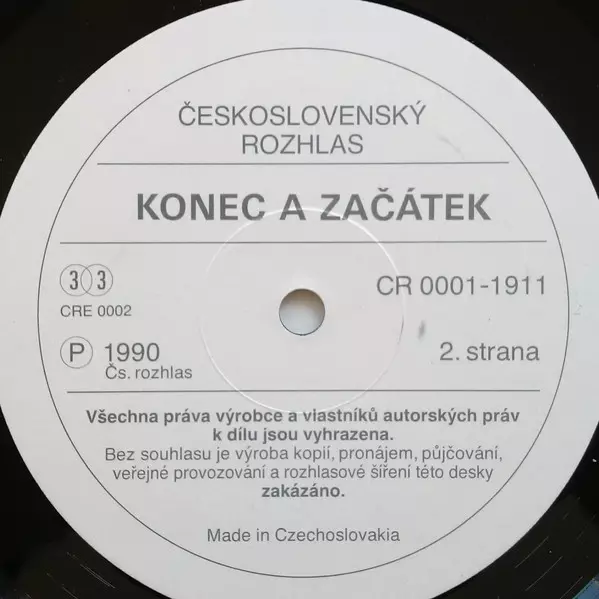 ČESKOSLOVENSKÝ
ROZHLAS
KONEC A ZAČÁTEK
33 CR 0001-1911
CRE 0002
P 1990 2. strana
Čs. rozhlas
Všechna práva výrobce a vlastníků autorských práv
k dílu jsou vyhrazena.
Bez souhlasu je výroba kopií, pronájem, půjčování,
veřejné provozování a rozhlasové šíření této desky
zakázáno.
Made in Czechoslovakia